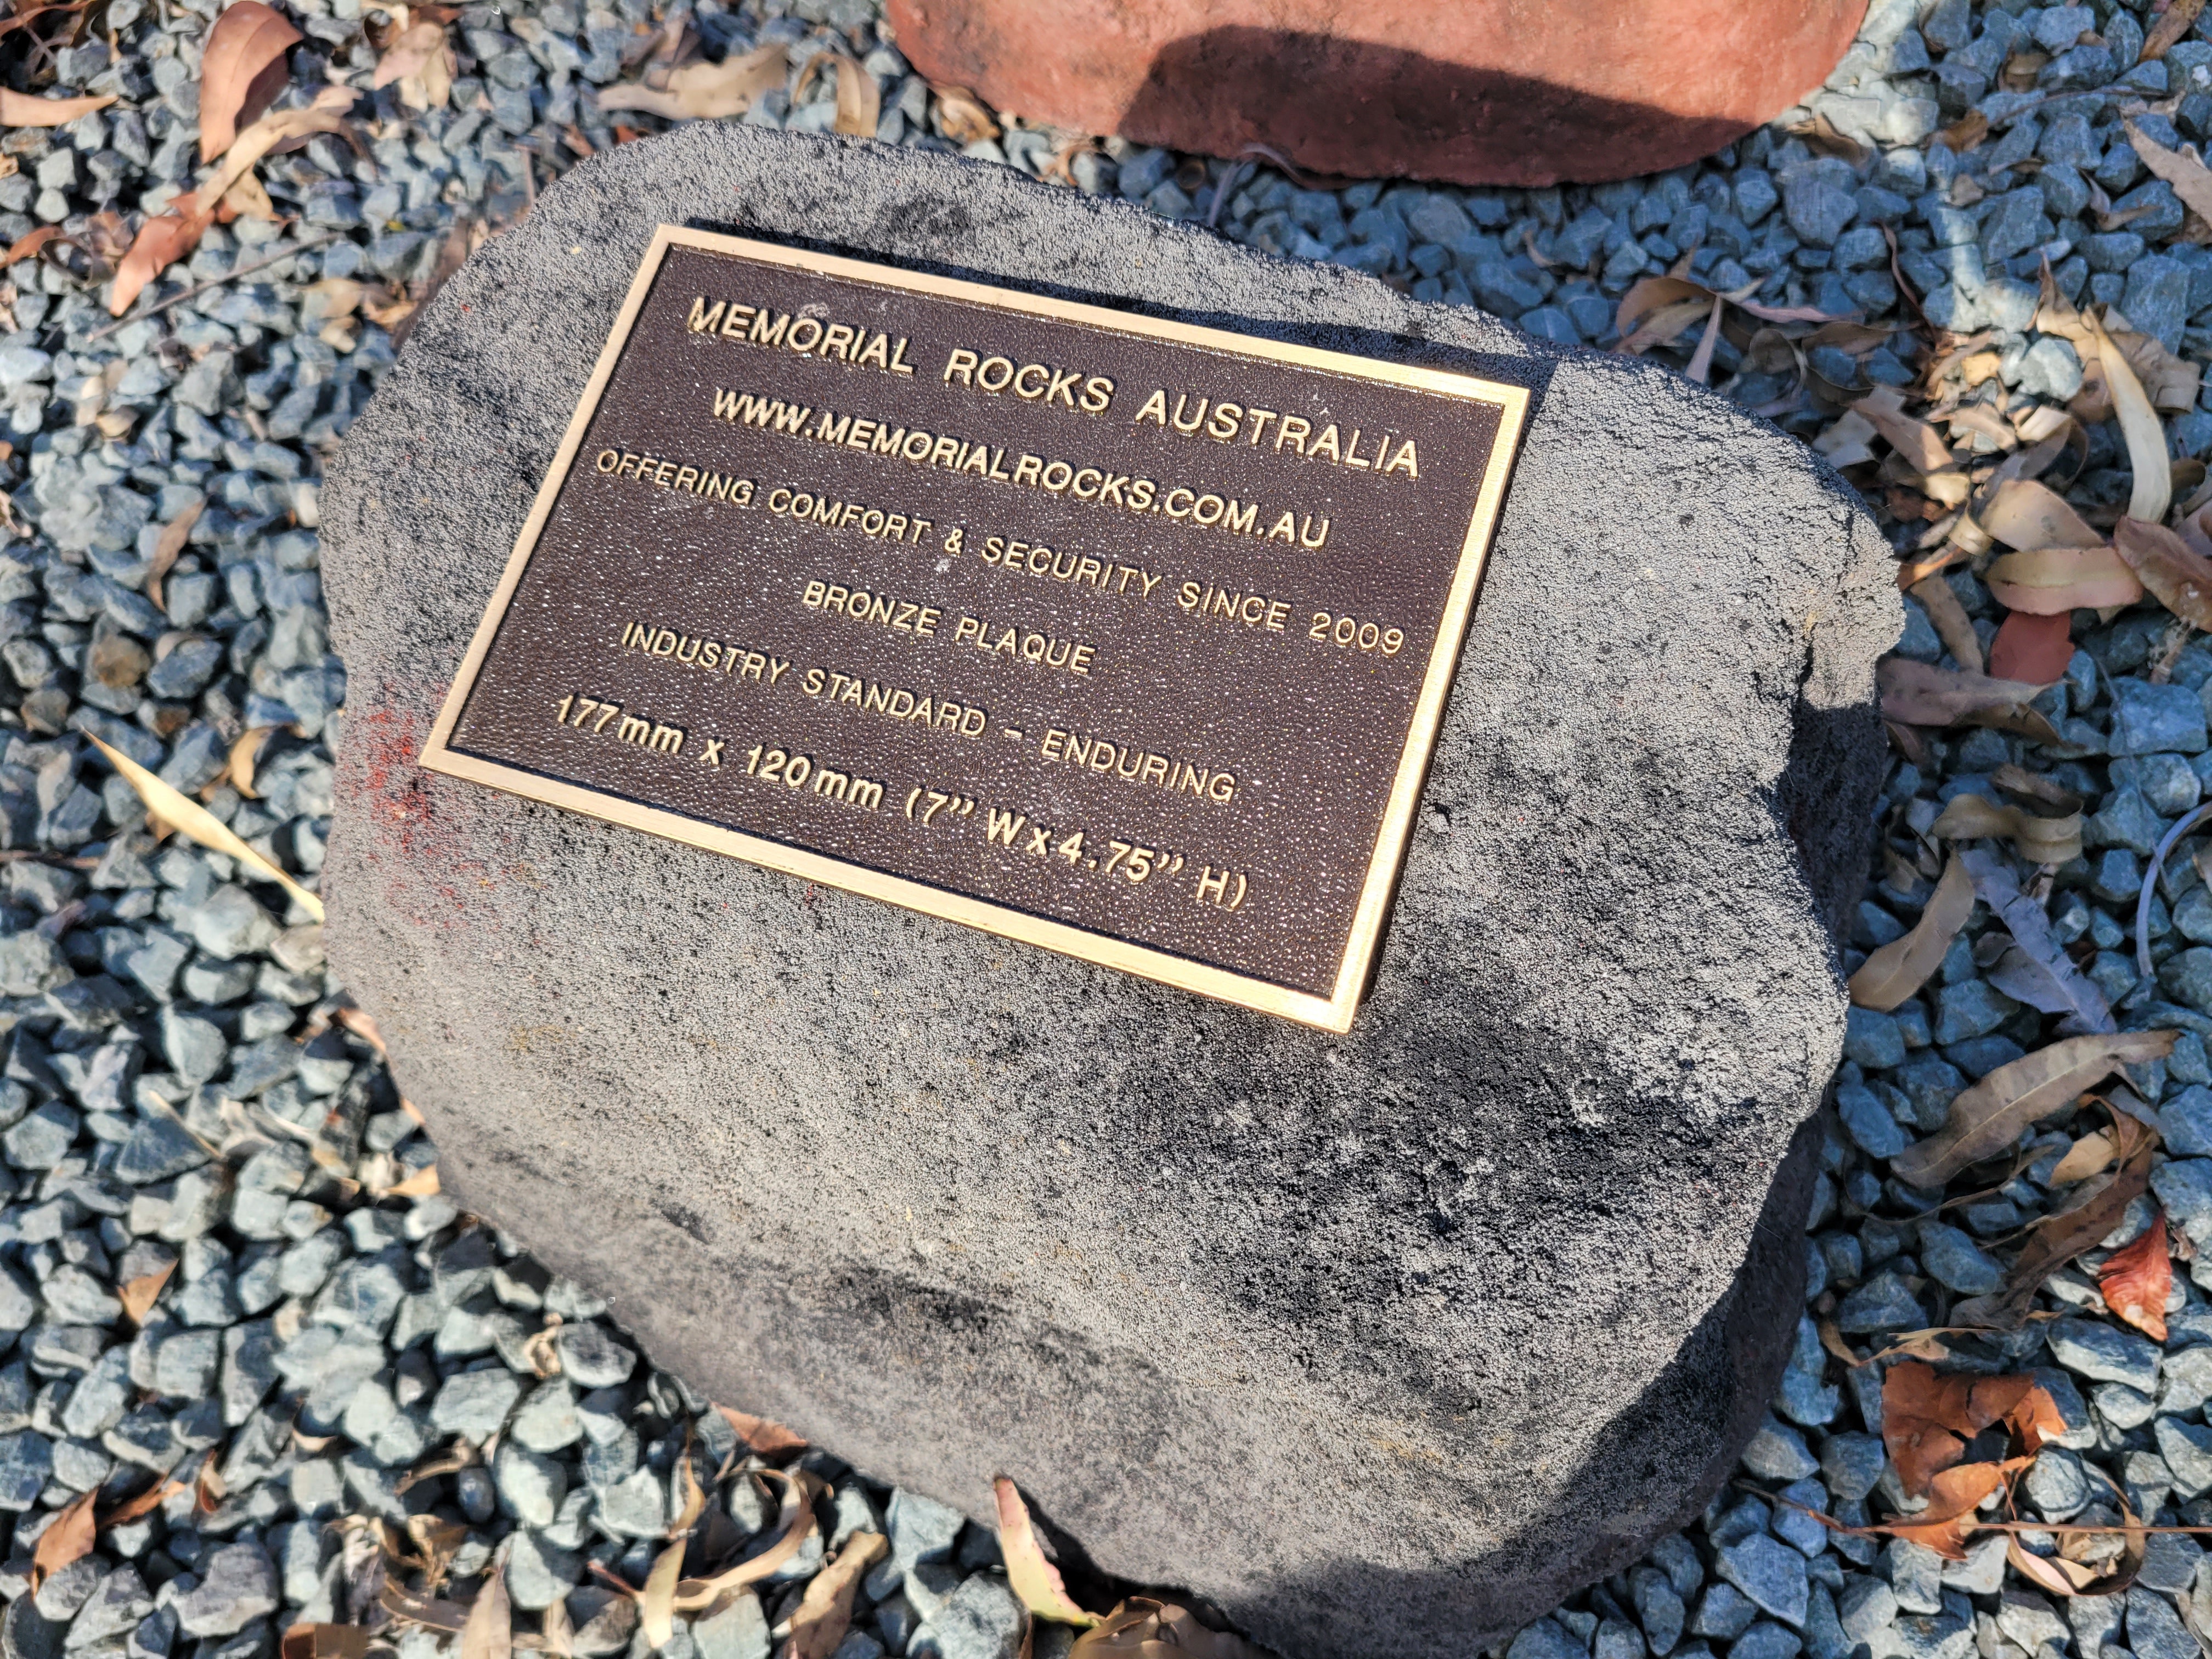 MEMORIAL ROCKS AUSTRALIA
WWW.MEMORIALROCKS.COM.AU
OFFERING COMFORT & SECURITY SINCE 2009
BRONZE PLAQUE
INDUSTRY STANDARD - ENDURING
177mm x 120mm (7" W x 4.75" H)